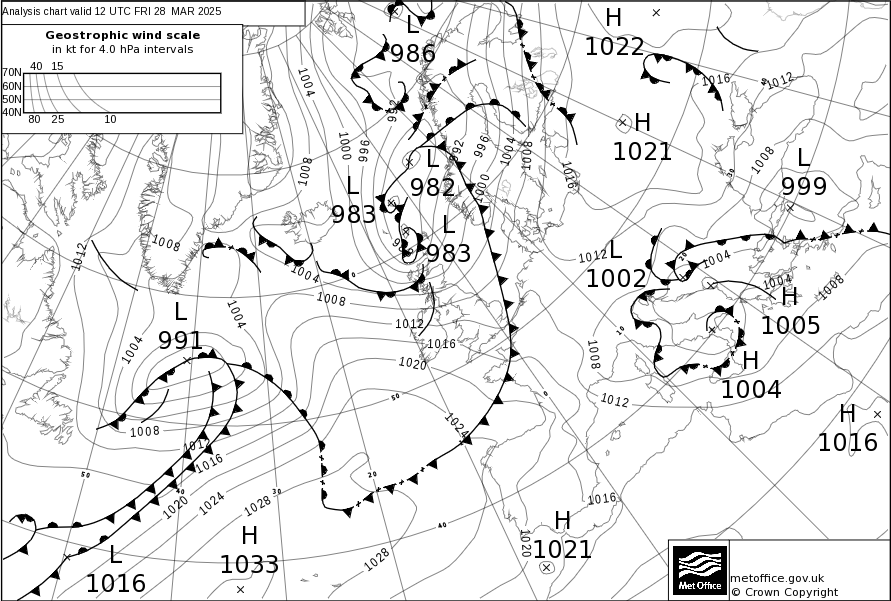 Analysis chart valid 12 UTC FRI 28 MAR 2025
Geostrophic wind scale
in kt for 4.0 hPa intervals
40 15
70N
60N
50N
40N
80 25 10
L
986
H
1022
H
1021
L
999
L
982
L
983
L
983
L
1002
H
1005
H
1004
H
1016
L
991
H
1033
L
1016
H
1021
1004
1008
1000
996
992
992
996
1004
1008
1000
1016
1012
1008
1012
1008
1004
1008
1004
1004
1008
1012
1016
1020
1024
1012
1016
1020
1024
1028
1028
1012
1004
1004
1008
1008
1012
1016
1020
50
40
30
20
50
40
0
10
0
metoffice.gov.uk
© Crown Copyright
Met Office